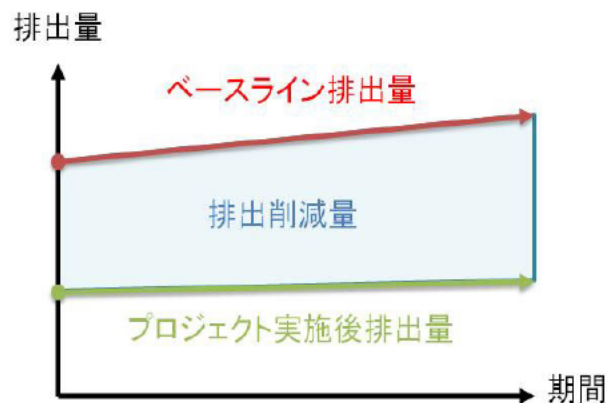 排出量
ベースライン排出量
排出削減量
プロジェクト実施後排出量
期間